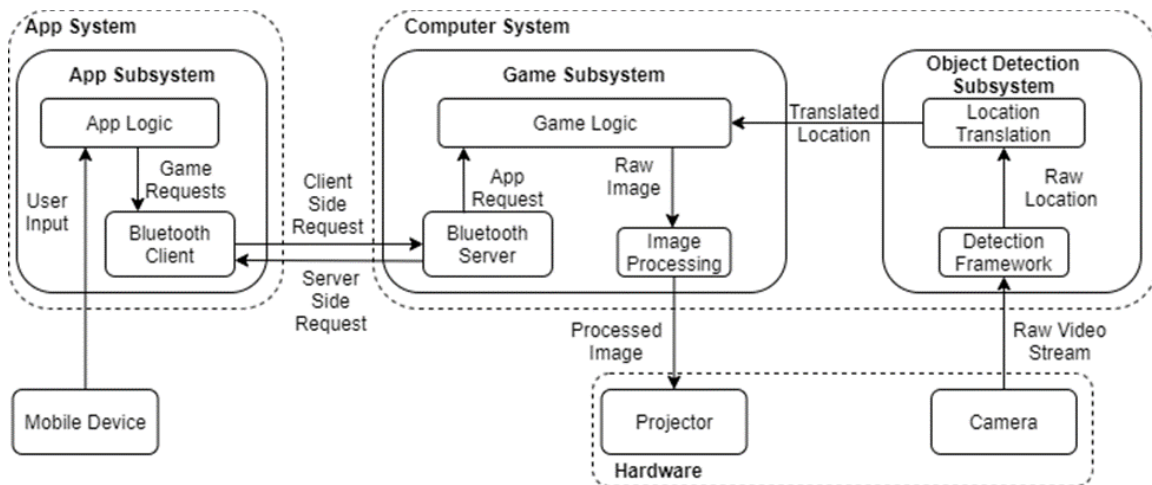 App System
Computer System
App Subsystem
Game Subsystem
Object Detection
Subsystem
App Logic
Game Logic
Translated
Location
Location
Translation
User
Input
Game
Requests
Client
Side
Request
App
Request
Raw
Image
Raw
Location
Bluetooth
Client
Bluetooth
Server
Image
Processing
Detection
Framework
Server
Side
Request
Processed
Image
Raw Video
Stream
Mobile Device
Projector
Camera
Hardware